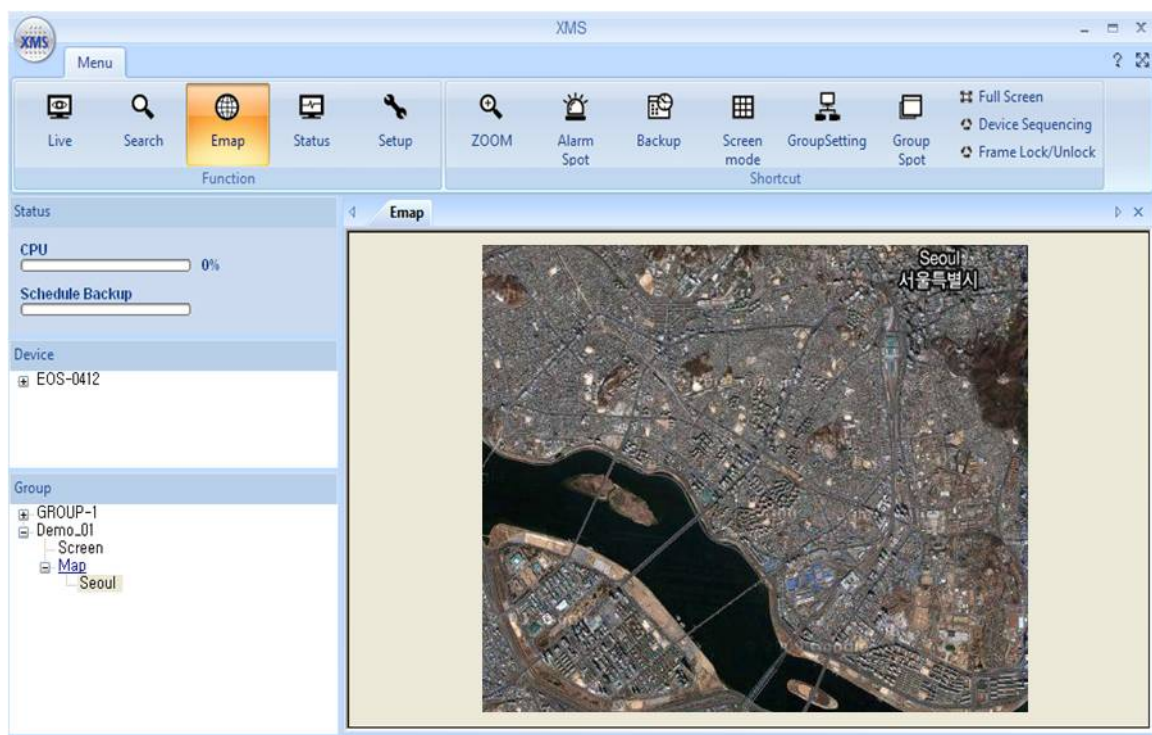 XMS
XMS
Menu
Live
Search
Emap
Status
Setup
Function
ZOOM
Alarm
Spot
Backup
Screen
mode
GroupSetting
Group
Spot
Full Screen
Device Sequencing
Frame Lock/Unlock
Shortcut
Status
CPU
0%
Schedule Backup
Device
EOS-0412
Group
GROUP-1
Demo_01
Screen
Map
Seoul
Emap
Seoul
서울특별시